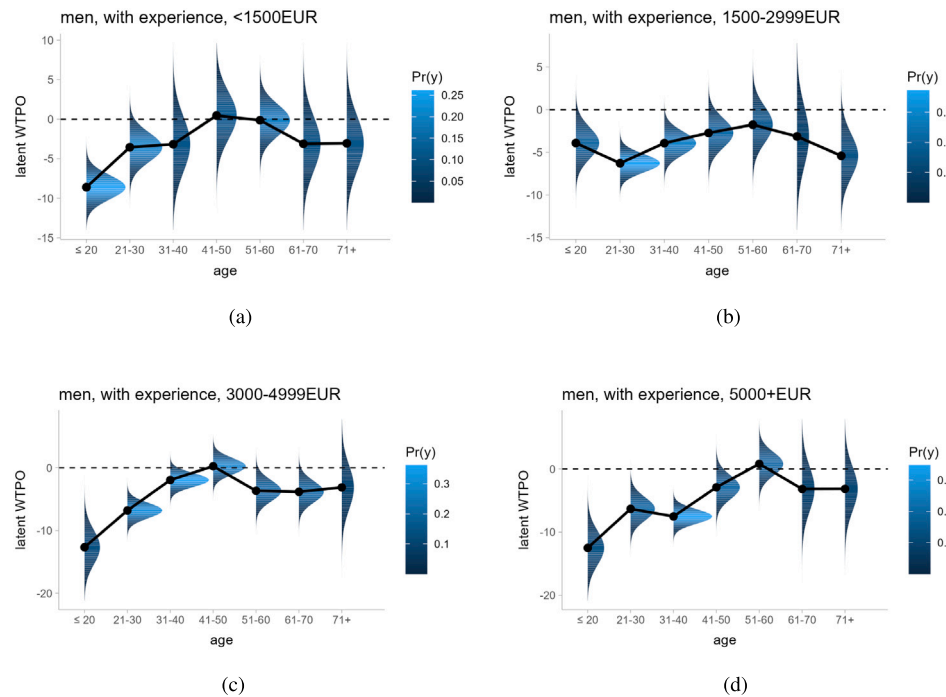 men, with experience, <1500EUR
10
5
0
-5
-10
-15
latent WTPO
≤ 20 21-30 31-40 41-50 51-60 61-70 71+
age
Pr(y)
0.25
0.20
0.15
0.10
0.05
(a)
men, with experience, 1500-2999EUR
5
0
-5
-10
-15
latent WTPO
≤ 20 21-30 31-40 41-50 51-60 61-70 71+
age
Pr(y)
0.
0.
0.
(b)
men, with experience, 3000-4999EUR
0
-10
-20
latent WTPO
≤ 20 21-30 31-40 41-50 51-60 61-70 71+
age
Pr(y)
0.3
0.2
0.1
(c)
men, with experience, 5000+EUR
0
-10
-20
latent WTPO
≤ 20 21-30 31-40 41-50 51-60 61-70 71+
age
Pr(y)
0.
0.
0.
(d)